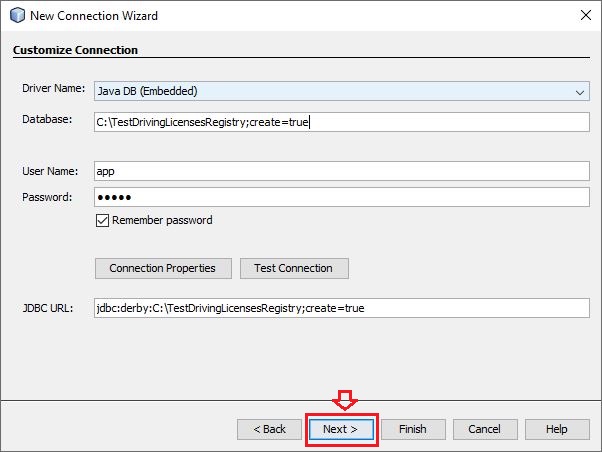 New Connection Wizard
Customize Connection
Driver Name: Java DB (Embedded)
Database: C:\TestDrivingLicensesRegistry;create=true
User Name: app
Password: •••••
Remember password
Connection Properties Test Connection
JDBC URL: jdbc:derby:C:\TestDrivingLicensesRegistry;create=true
< Back Next > Finish Cancel Help